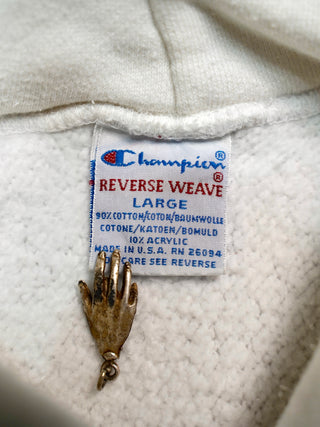 Champion®
®
REVERSE WEAVE
LARGE
90% COTTON/COTON/BAUMWOLLE
COTONE/KATOEN/BOMULD
10% ACRYLIC
MADE IN U.S.A. RN 26094
CARE SEE REVERSE